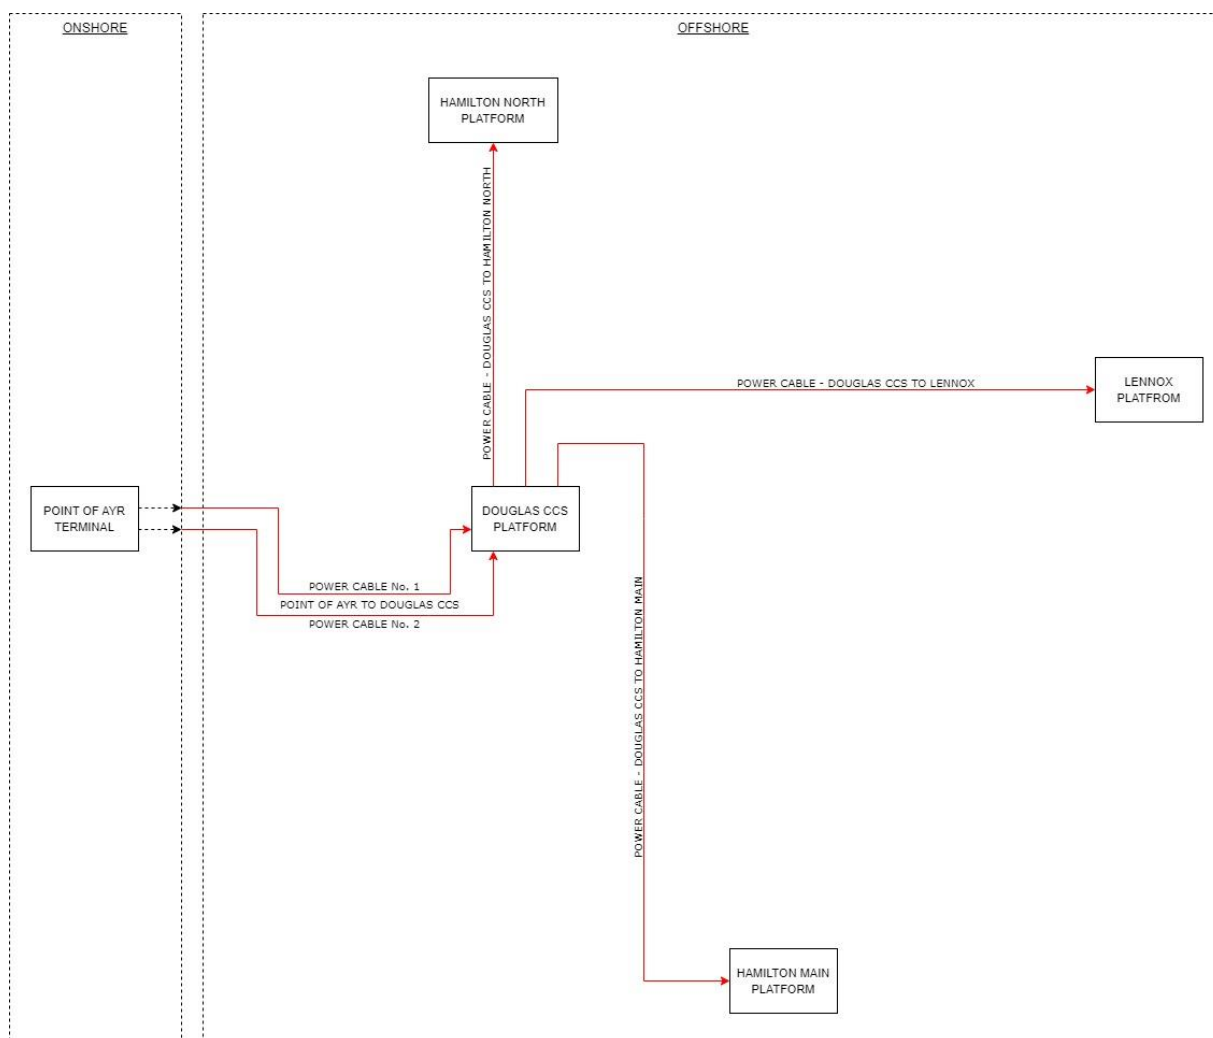 ONSHORE
OFFSHORE
HAMILTON NORTH
PLATFORM
POWER CABLE - DOUGLAS CCS TO HAMILTON NORTH
POWER CABLE - DOUGLAS CCS TO LENNOX
LENNOX
PLATFROM
POINT OF AYR
TERMINAL
DOUGLAS CCS
PLATFORM
POWER CABLE No. 1
POINT OF AYR TO DOUGLAS CCS
POWER CABLE No. 2
POWER CABLE - DOUGLAS CCS TO HAMILTON MAIN
HAMILTON MAIN
PLATFORM